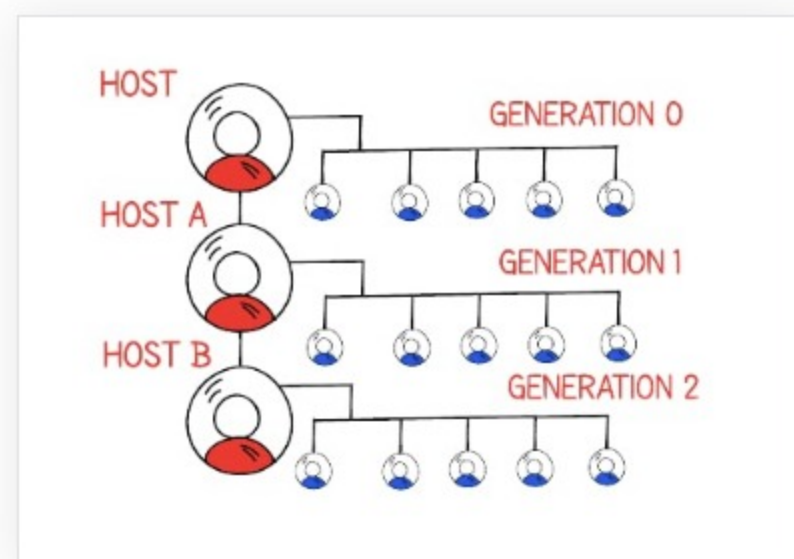 HOST
GENERATION 0
HOST A
GENERATION 1
HOST B
GENERATION 2